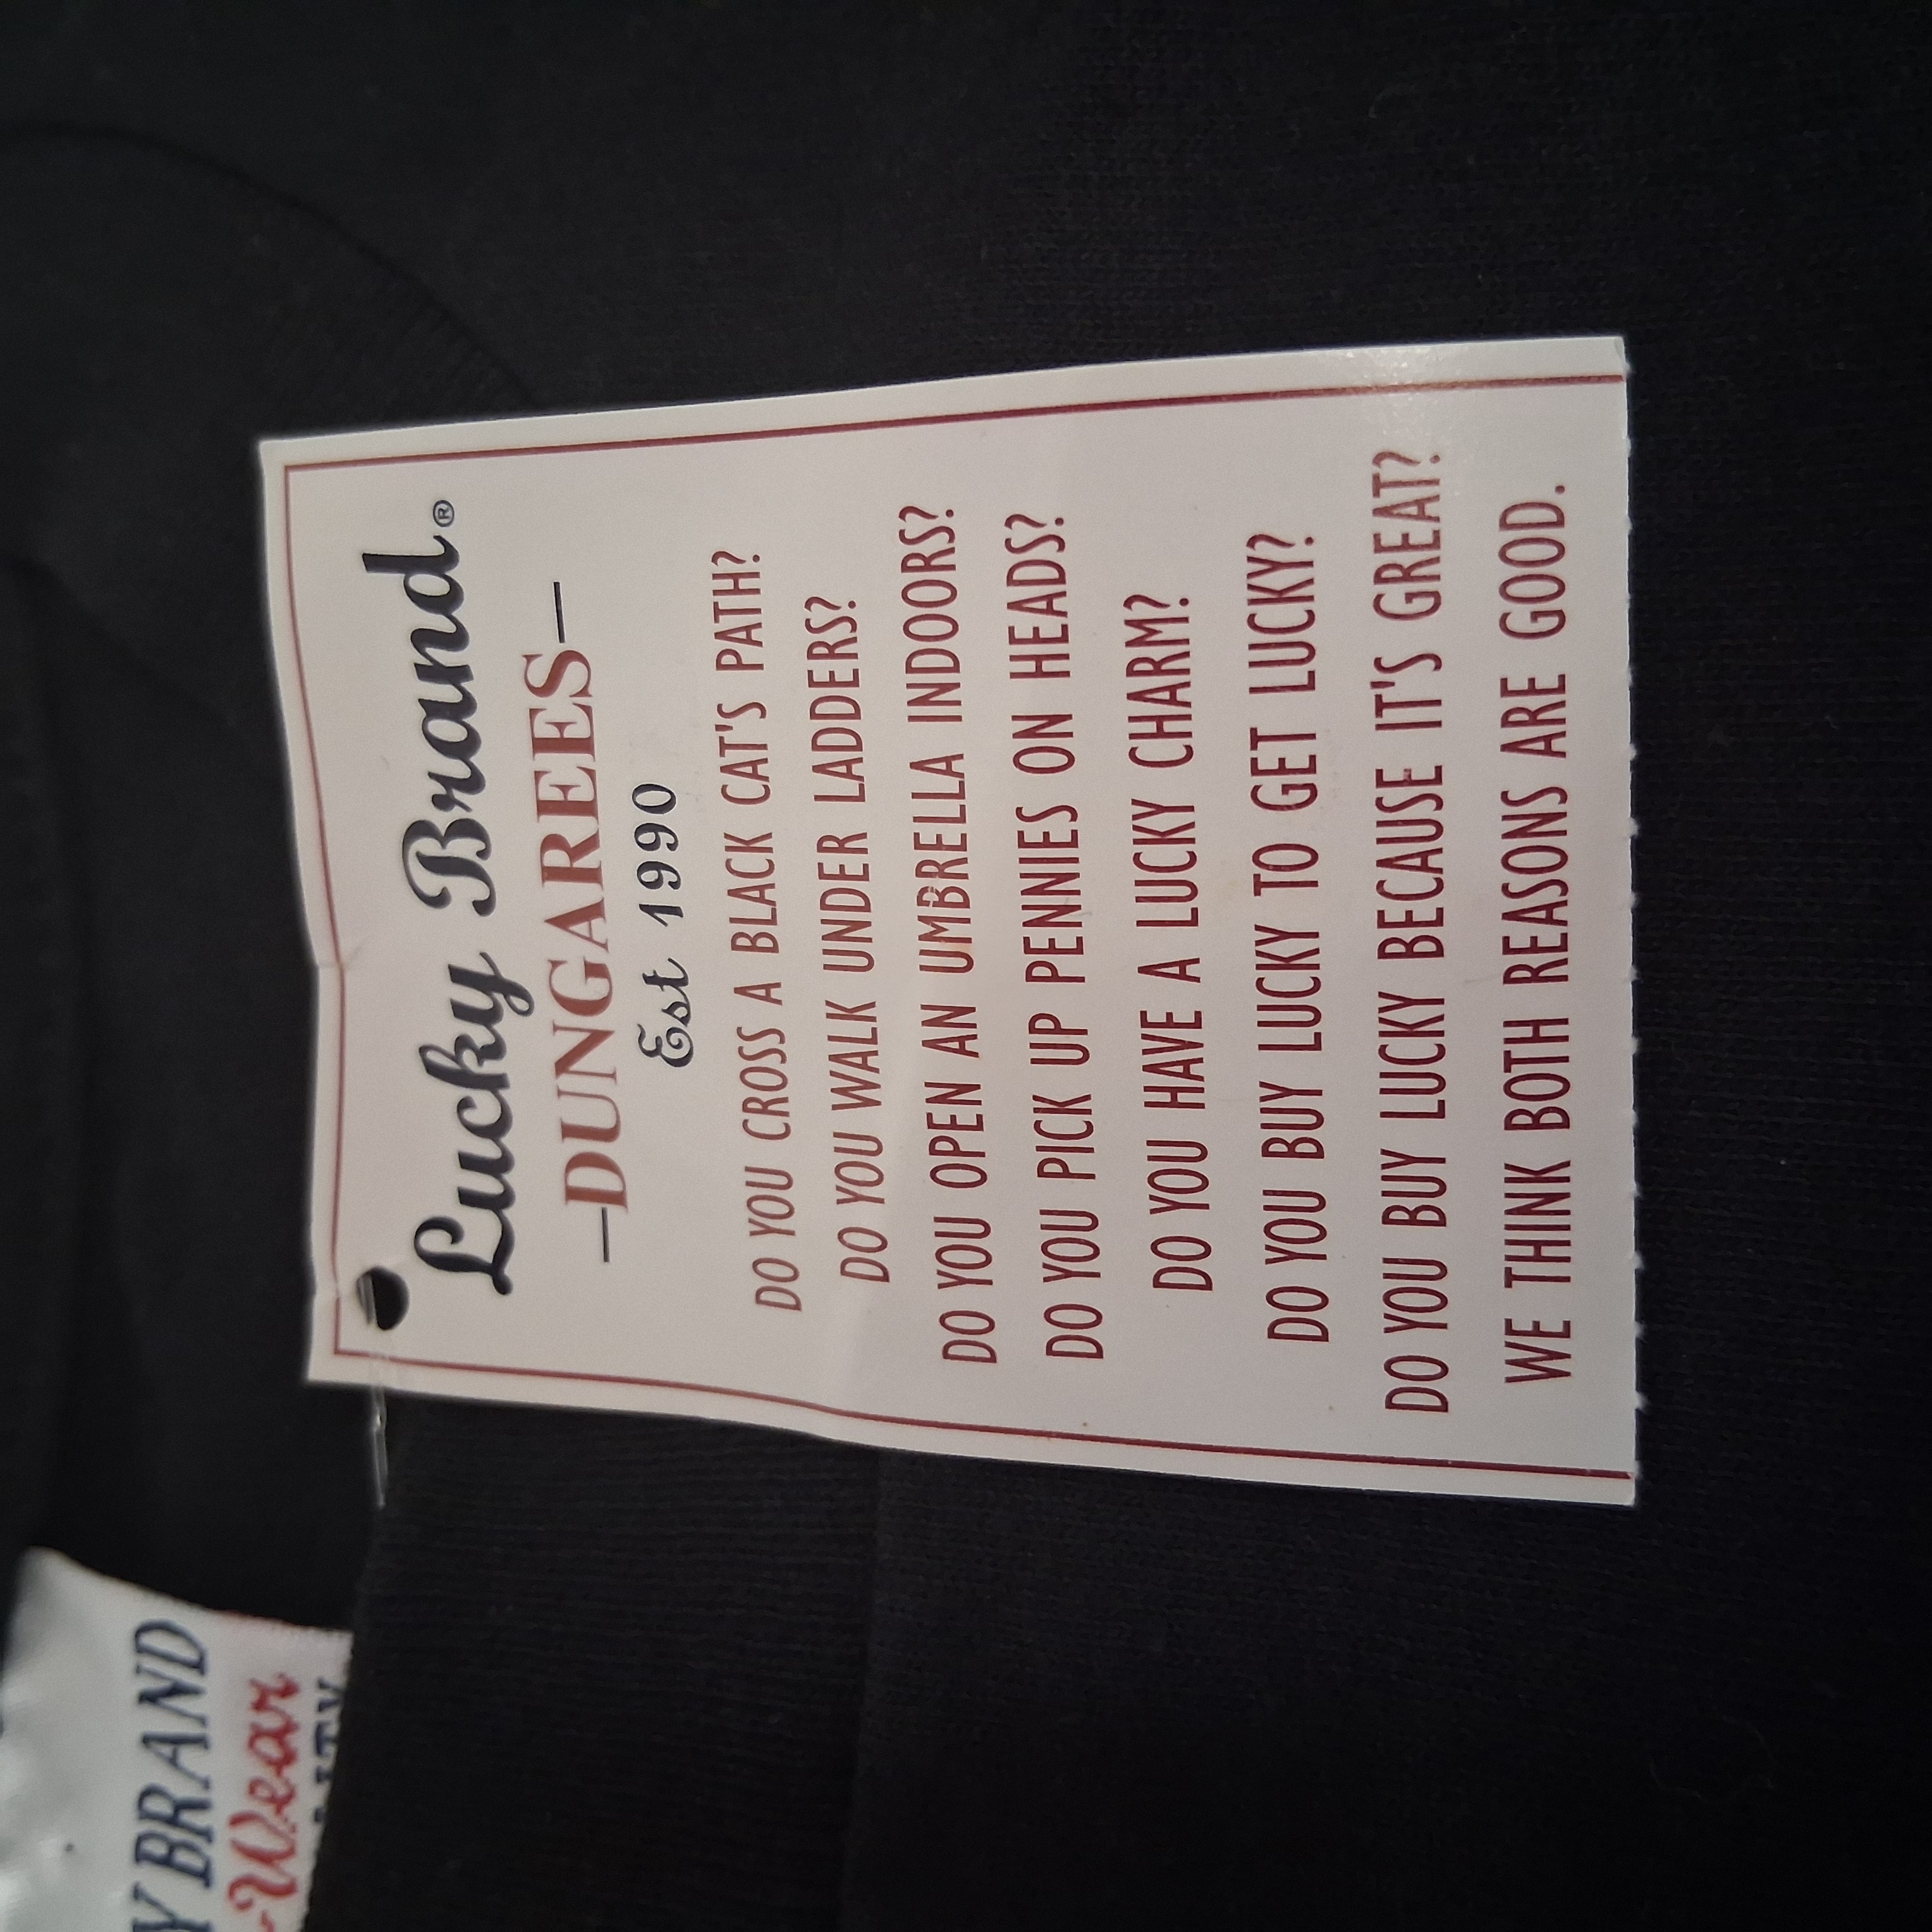 Lucky Brand®
—DUNGAREES—
Est 1990
DO YOU CROSS A BLACK CAT'S PATH?
DO YOU WALK UNDER LADDERS?
DO YOU OPEN AN UMBRELLA INDOORS?
DO YOU PICK UP PENNIES ON HEADS?
DO YOU HAVE A LUCKY CHARM?
DO YOU BUY LUCKY TO GET LUCKY?
DO YOU BUY LUCKY BECAUSE IT'S GREAT?
WE THINK BOTH REASONS ARE GOOD.
Y BRAND
Wear